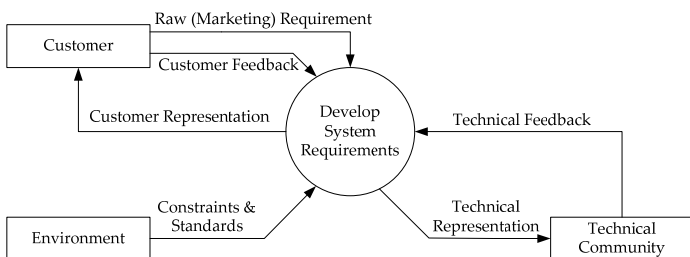 Raw (Marketing) Requirement
Customer
Customer Feedback
Customer Representation
Develop
System
Requirements
Technical Feedback
Constraints &
Standards
Environment
Technical
Representation
Technical
Community